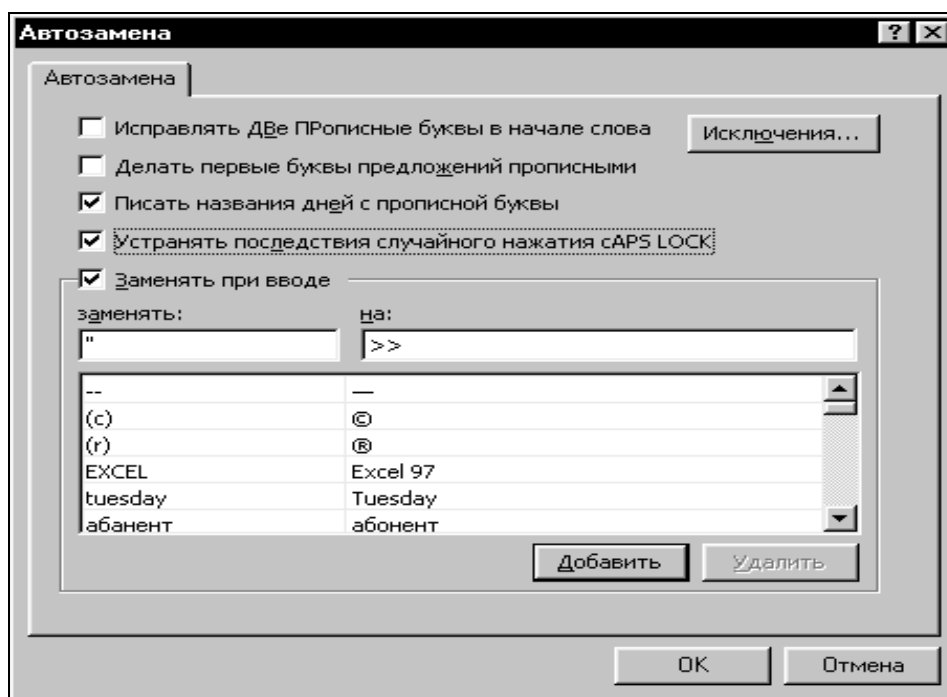 Автозамена
Автозамена
Исправлять ДВе ПРописные буквы в начале слова
Исключения...
Делать первые буквы предложений прописными
Писать названия дней с прописной буквы
Устранять последствия случайного нажатия cAPS LOCK
Заменять при вводе
заменять: на:
" >>
-- —
(c) ©
(r) ®
EXCEL Excel 97
tuesday Tuesday
абанент абонент
Добавить Удалить
OK Отмена